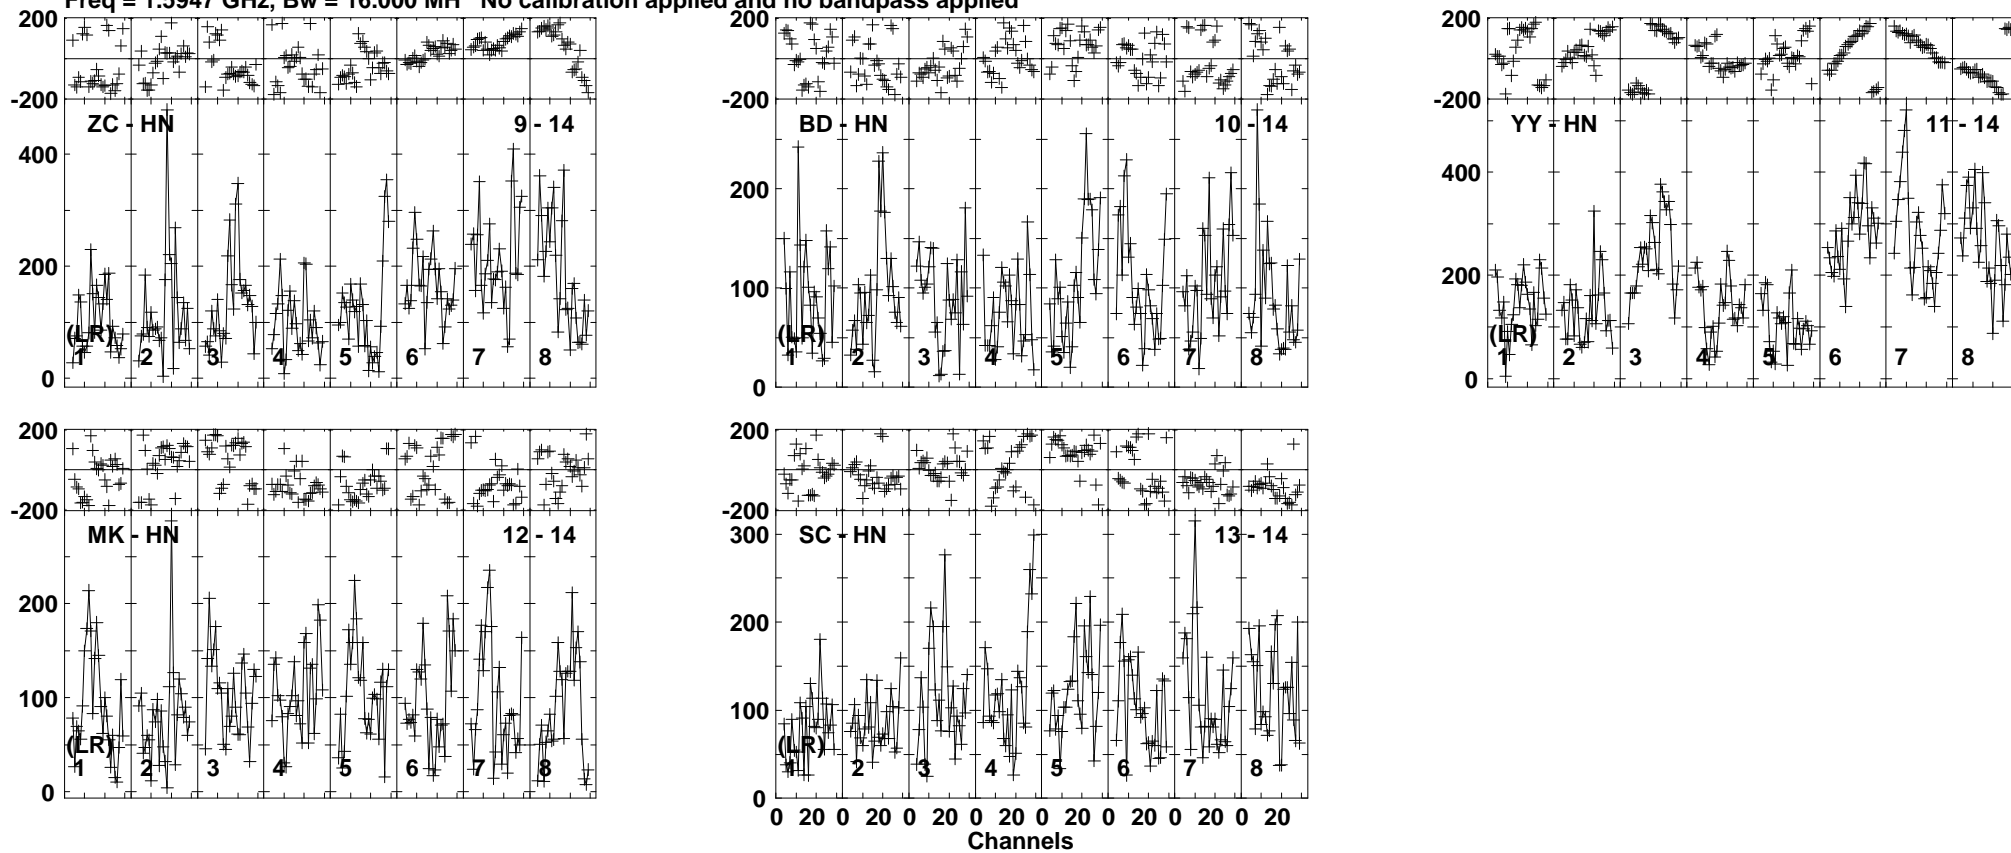 Freq = 1.5947 GHz, Bw = 16.000 MH No calibration applied and no bandpass applied
200 200 200
-200 -200 -200
ZC - HN 9 - 14 BD - HN 10 - 14 YY - HN 11 - 14
400 200 400
200 100 200
(LR) (LR) (LR)
1 2 3 4 5 6 7 8 1 2 3 4 5 6 7 8 1 2 3 4 5 6 7 8
0 0 0
200 200
-200 -200
MK - HN 12 - 14 SC - HN 13 - 14
300
200 200
100 100
(LR) (LR)
1 2 3 4 5 6 7 8 1 2 3 4 5 6 7 8
0 0
0 20 0 20 0 20 0 20 0 20 0 20 0 20 0 20
Channels